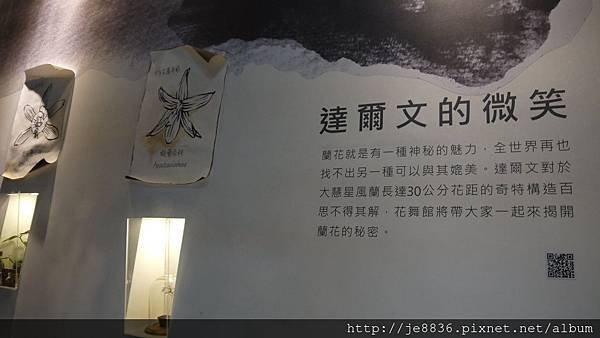 達爾文的微笑
蘭花就是有一種神秘的魅力，全世界再也
找不出另一種可以與其媲美。達爾文對於
大慧星風蘭長達30公分花距的奇特構造百
思不得其解，花舞館將帶大家一起來揭開
蘭花的秘密。
http://je8836.pixnet.net/album